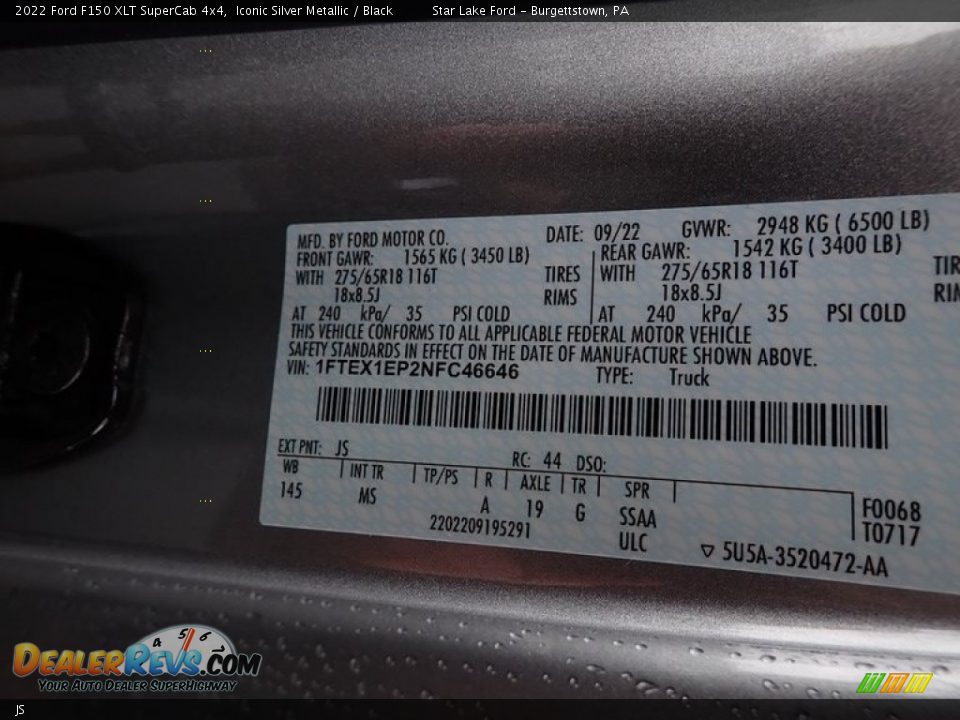 2022 Ford F150 XLT SuperCab 4x4, Iconic Silver Metallic / Black Star Lake Ford - Burgettstown, PA
MFD. BY FORD MOTOR CO. DATE: 09/22 GVWR: 2948 KG ( 6500 LB)
FRONT GAWR: 1565 KG ( 3450 LB) REAR GAWR: 1542 KG ( 3400 LB)
WITH 275/65R18 116T TIRES WITH 275/65R18 116T TIR
18x8.5J RIMS 18x8.5J RIM
AT 240 kPa/ 35 PSI COLD AT 240 kPa/ 35 PSI COLD
THIS VEHICLE CONFORMS TO ALL APPLICABLE FEDERAL MOTOR VEHICLE
SAFETY STANDARDS IN EFFECT ON THE DATE OF MANUFACTURE SHOWN ABOVE.
VIN: 1FTEX1EP2NFC46646 TYPE: Truck
EXT PNT: JS RC: 44 DSO:
WB INT TR TP/PS R AXLE TR SPR
145 MS A 19 G SSAA F0068
2202209195291 ULC T0717
▽ 5U5A-3520472-AA
4 5 6
DEALERREVS.COM
YOUR AUTO DEALER SUPERHIGHWAY
JS